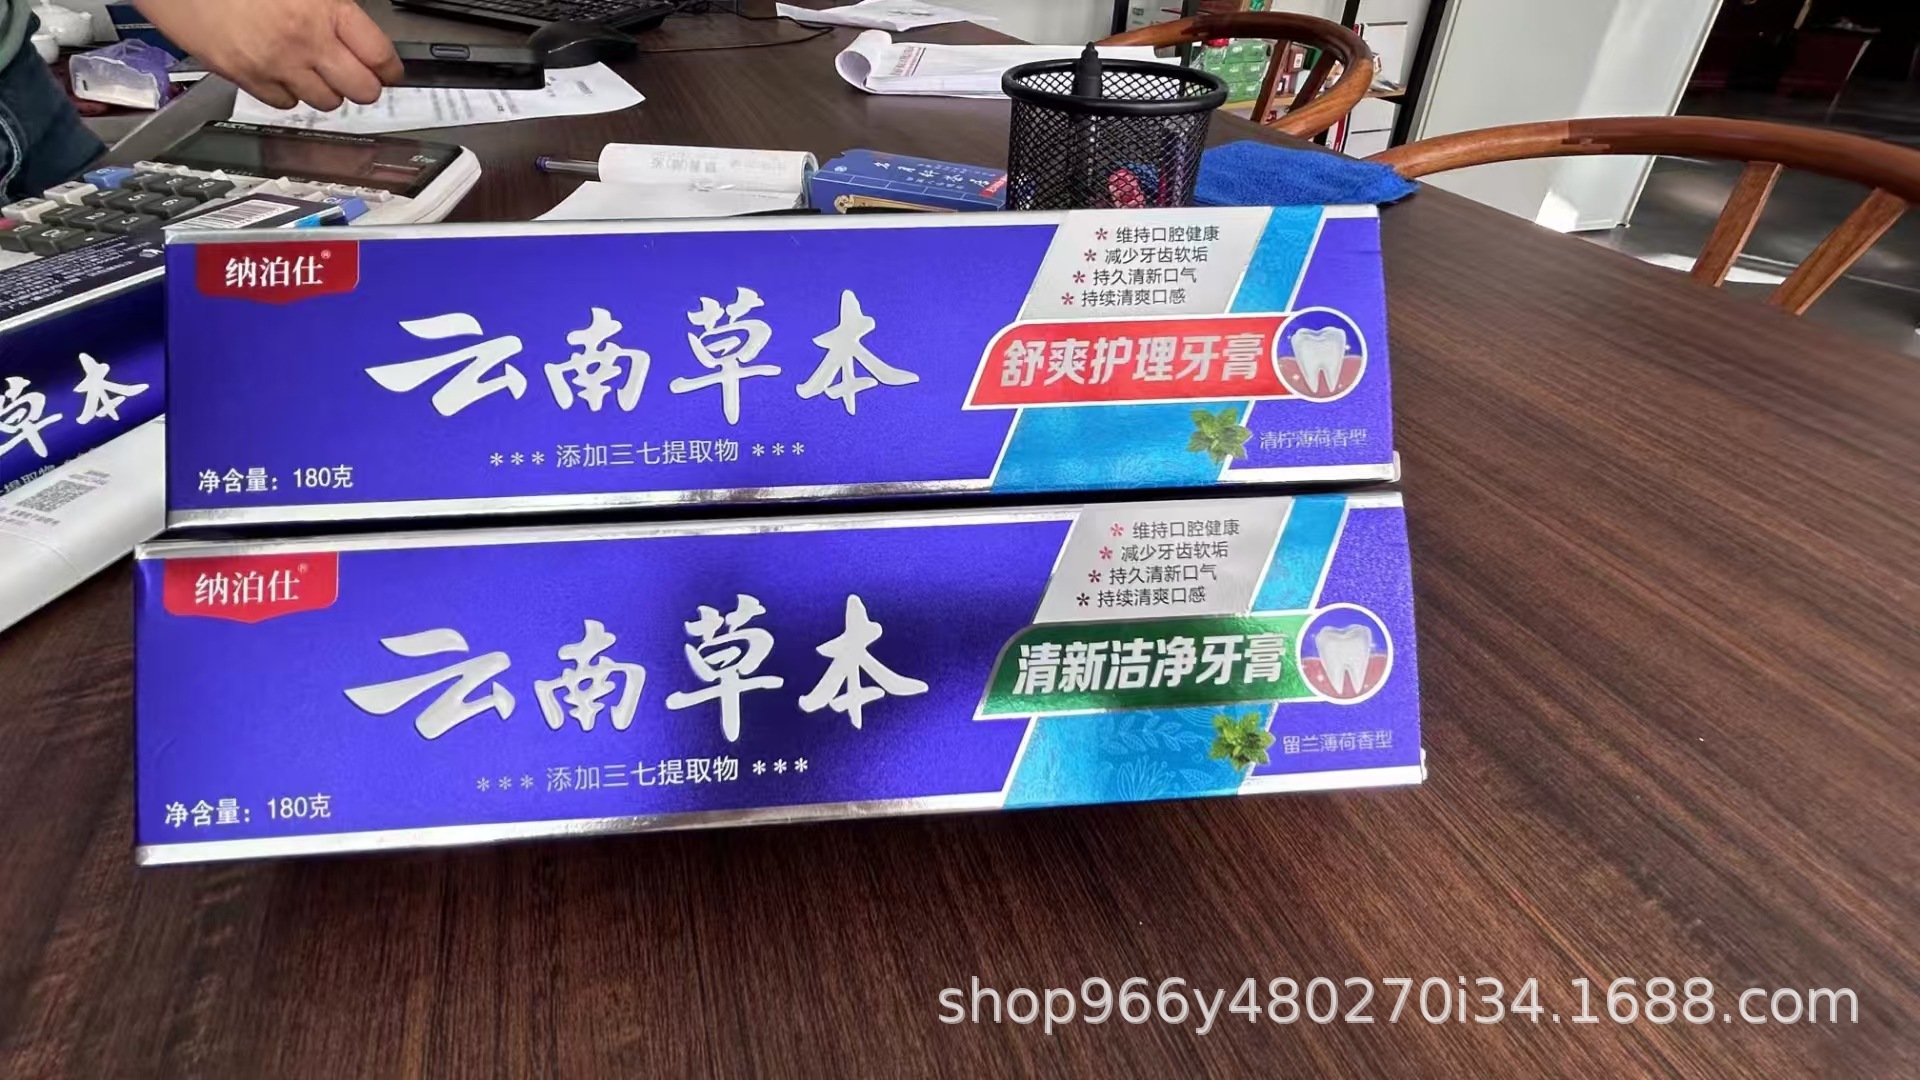 纳泊仕®
云南草本
*** 添加三七提取物 ***
净含量：180克
* 维持口腔健康
* 减少牙齿软垢
* 持久清新口气
* 持续清爽口感
舒爽护理牙膏
清柠薄荷香型
纳泊仕®
云南草本
*** 添加三七提取物 ***
净含量：180克
* 维持口腔健康
* 减少牙齿软垢
* 持久清新口气
* 持续清爽口感
清新洁净牙膏
留兰薄荷香型
草本
shop966y480270i34.1688.com